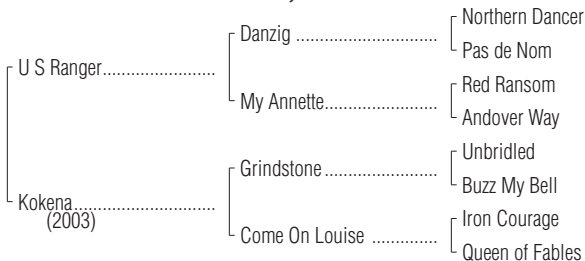 Northern Dancer
Danzig ................................
Pas de Nom
U S Ranger.........................
Red Ransom
My Annette.........................
Andover Way
Unbridled
Grindstone.........................
Buzz My Bell
Kokena................................
(2003)
Iron Courage
Come On Louise ...............
Queen of Fables